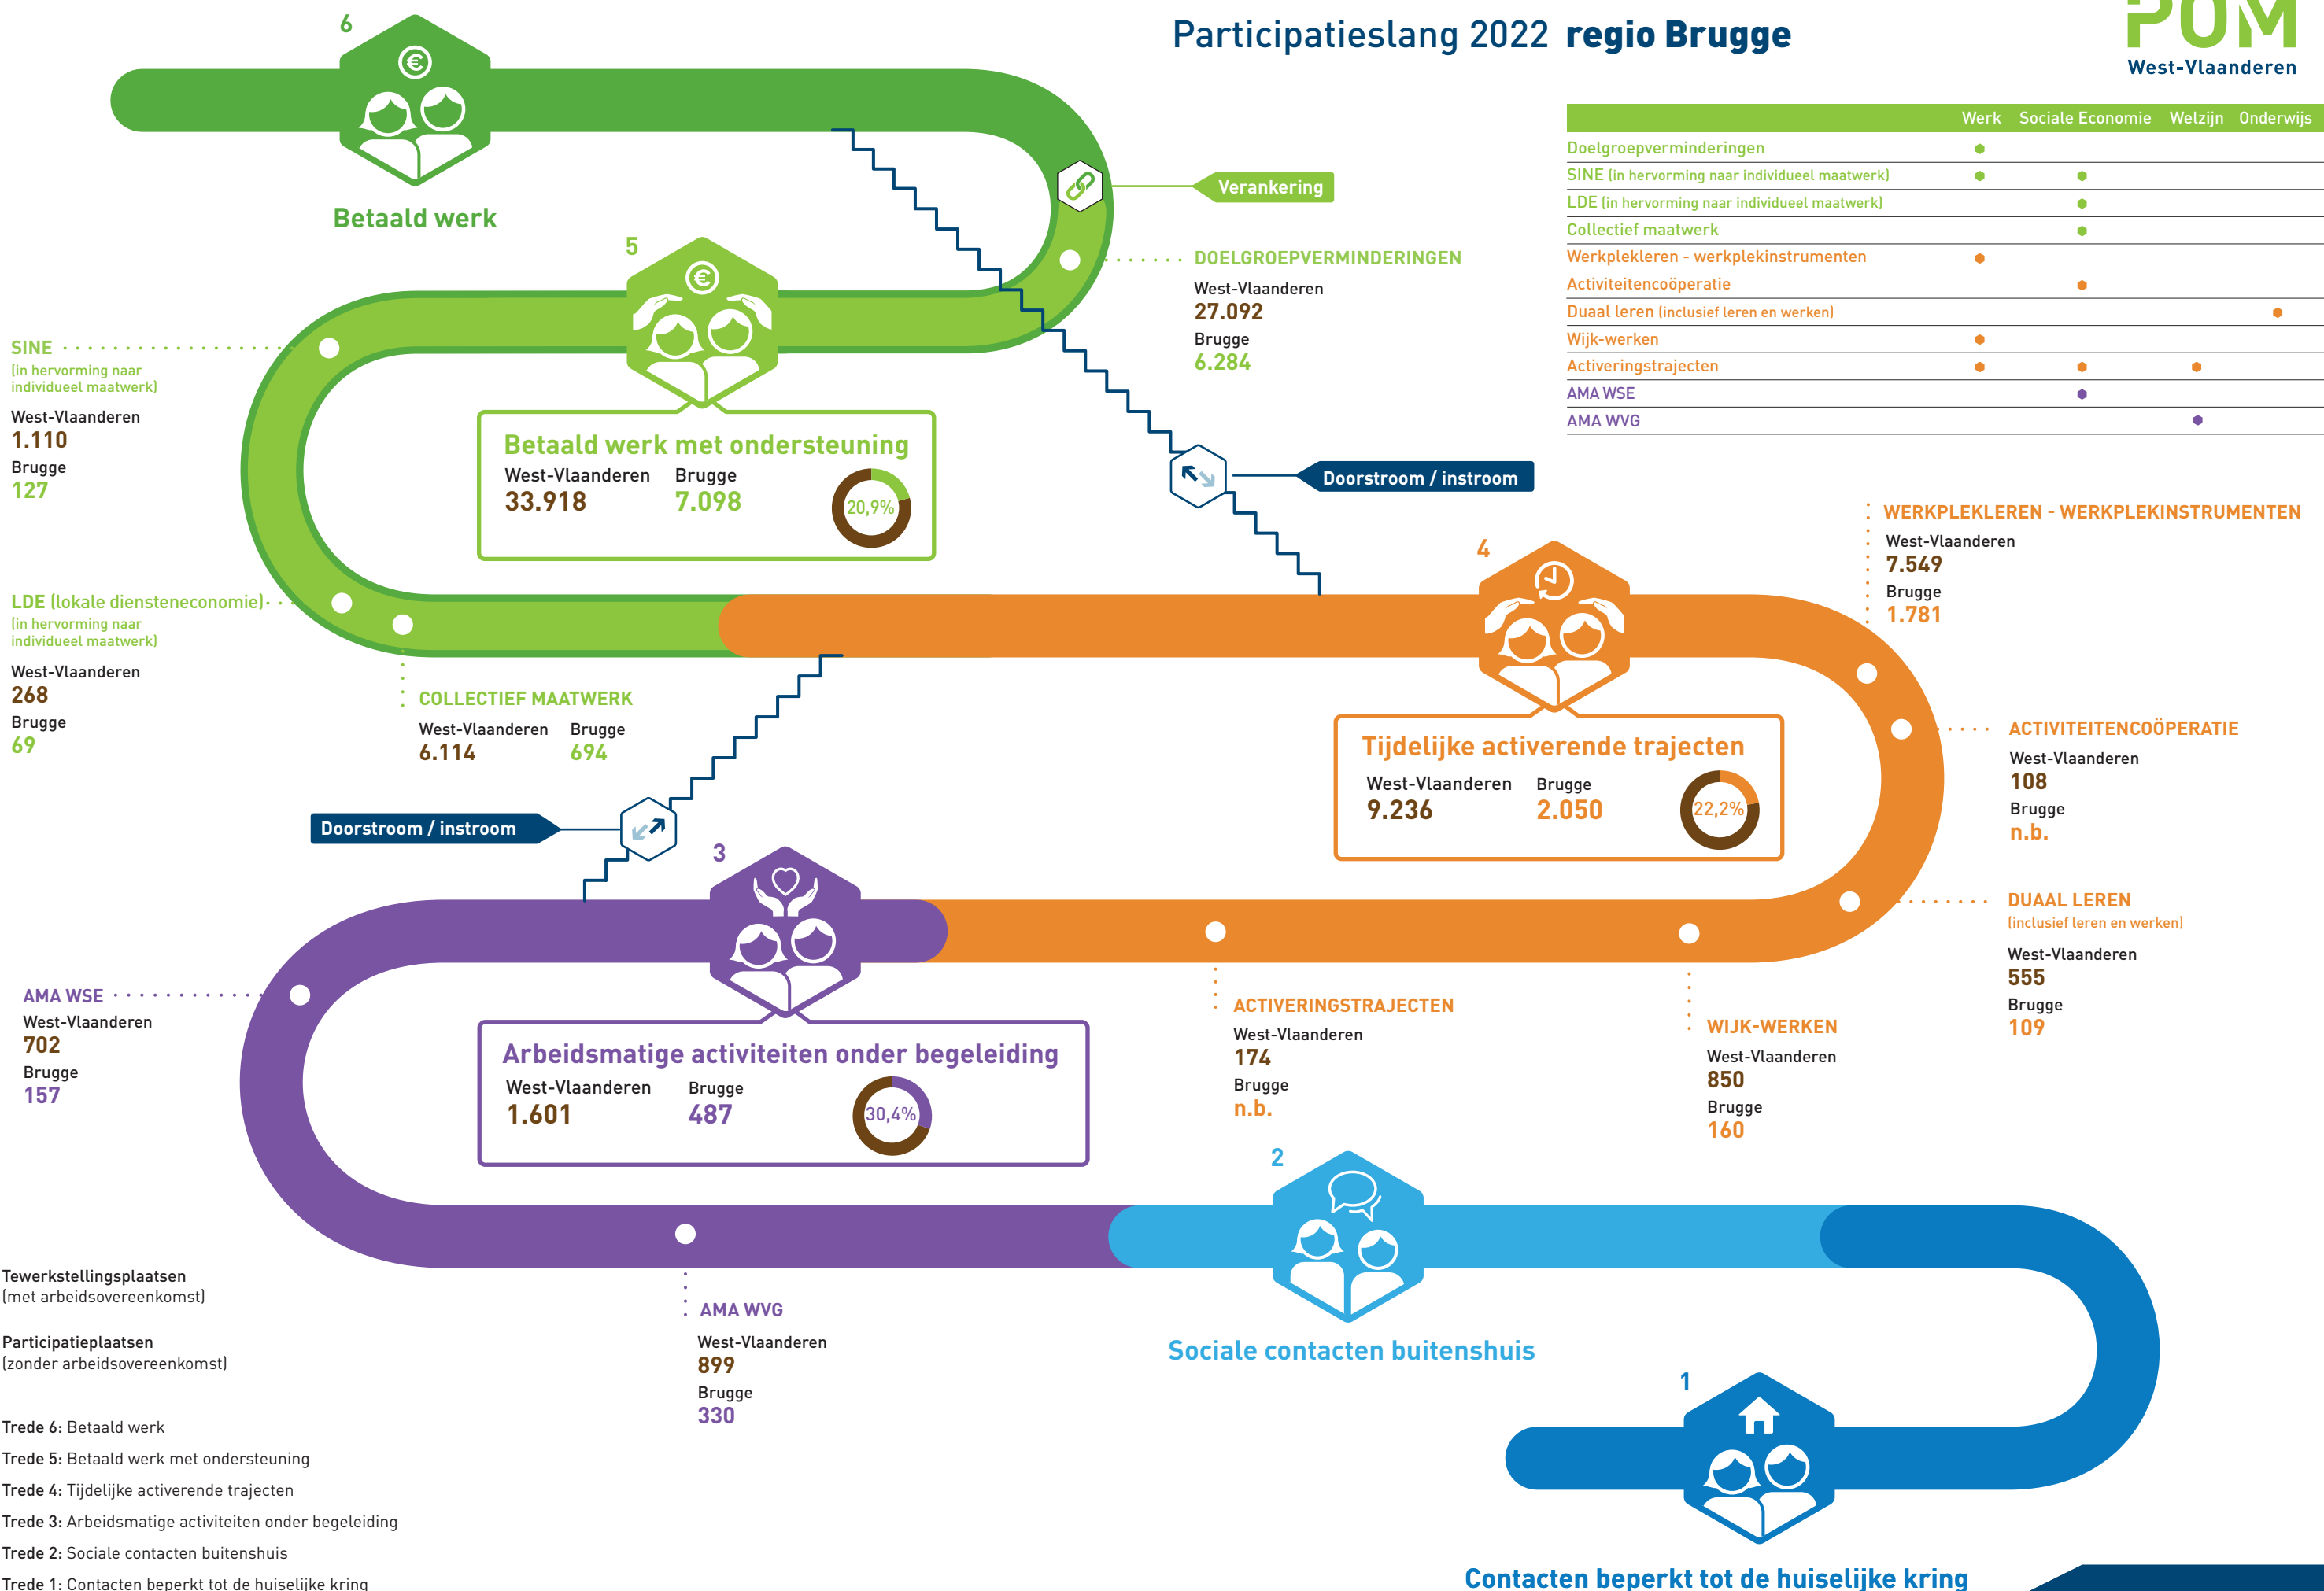 Participatieslang 2022 regio Brugge
POM
West-Vlaanderen
Werk Sociale Economie Welzijn Onderwijs
Doelgroepverminderingen
SINE (in hervorming naar individueel maatwerk)
LDE (in hervorming naar individueel maatwerk)
Collectief maatwerk
Werkplekleren - werkplekinstrumenten
Activiteitencoöperatie
Duaal leren (inclusief leren en werken)
Wijk-werken
Activeringstrajecten
AMA WSE
AMA WVG
6
Betaald werk
Verankering
DOELGROEPVERMINDERINGEN
West-Vlaanderen
27.092
Brugge
6.284
5
Betaald werk met ondersteuning
West-Vlaanderen Brugge
33.918 7.098
20,9%
SINE
(in hervorming naar
individueel maatwerk)
West-Vlaanderen
1.110
Brugge
127
LDE (lokale diensteneconomie)
(in hervorming naar
individueel maatwerk)
West-Vlaanderen
268
Brugge
69
COLLECTIEF MAATWERK
West-Vlaanderen Brugge
6.114 694
Doorstroom / instroom
4
Tijdelijke activerende trajecten
West-Vlaanderen Brugge
9.236 2.050
22,2%
WERKPLEKLEREN - WERKPLEKINSTRUMENTEN
West-Vlaanderen
7.549
Brugge
1.781
ACTIVITEITENCOÖPERATIE
West-Vlaanderen
108
Brugge
n.b.
DUAAL LEREN
(inclusief leren en werken)
West-Vlaanderen
555
Brugge
109
WIJK-WERKEN
West-Vlaanderen
850
Brugge
160
ACTIVERINGSTRAJECTEN
West-Vlaanderen
174
Brugge
n.b.
Doorstroom / instroom
3
Arbeidsmatige activiteiten onder begeleiding
West-Vlaanderen Brugge
1.601 487
30,4%
AMA WSE
West-Vlaanderen
702
Brugge
157
AMA WVG
West-Vlaanderen
899
Brugge
330
2
Sociale contacten buitenshuis
1
Contacten beperkt tot de huiselijke kring
Tewerkstellingsplaatsen
(met arbeidsovereenkomst)
Participatieplaatsen
(zonder arbeidsovereenkomst)
Trede 6: Betaald werk
Trede 5: Betaald werk met ondersteuning
Trede 4: Tijdelijke activerende trajecten
Trede 3: Arbeidsmatige activiteiten onder begeleiding
Trede 2: Sociale contacten buitenshuis
Trede 1: Contacten beperkt tot de huiselijke kring